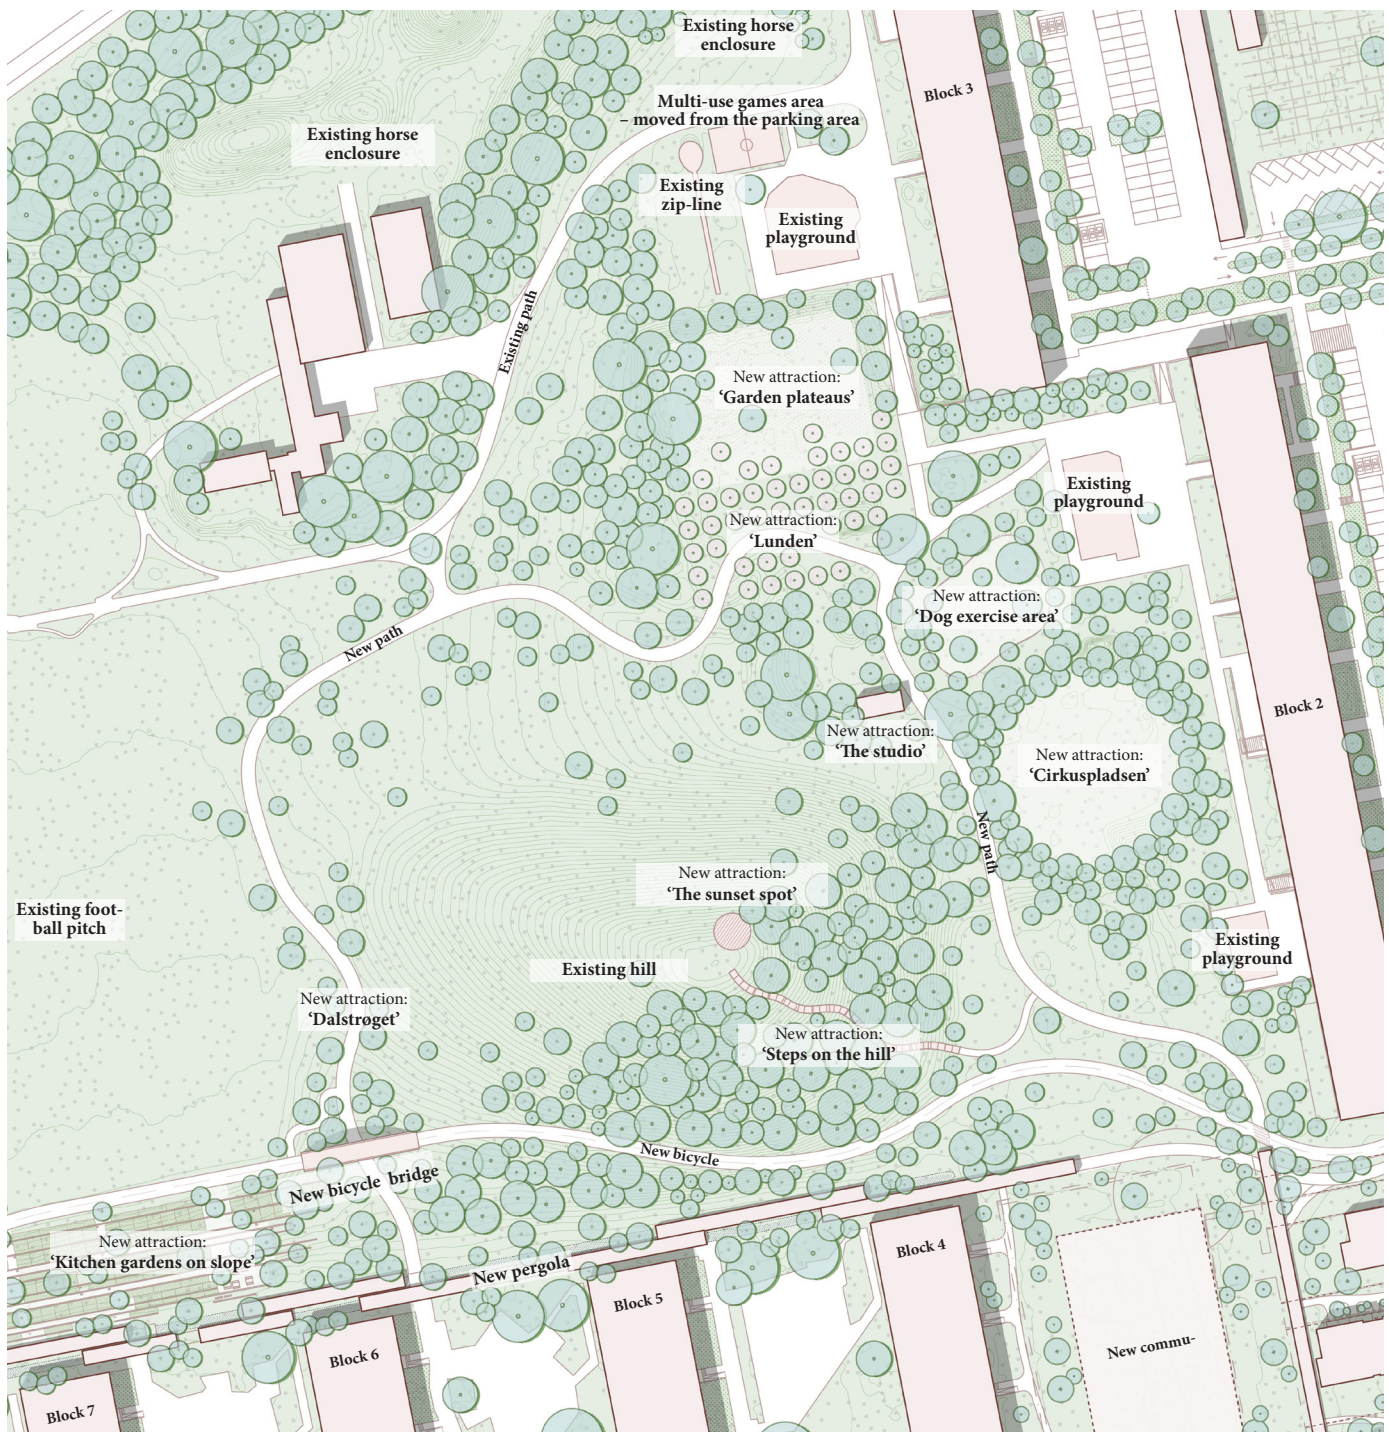 Existing horse
enclosure
Block 3
Multi-use games area
– moved from the parking area
Existing horse
enclosure
Existing
zip-line
Existing
playground
Existing path
New attraction:
‘Garden plateaus’
Existing
playground
New attraction:
‘Lunden’
New attraction:
‘Dog exercise area’
New path
Block 2
New attraction:
‘The studio’
New attraction:
‘Cirkuspladsen’
New path
New attraction:
‘The sunset spot’
Existing foot-
ball pitch
Existing
playground
Existing hill
New attraction:
‘Dalstrøget’
New attraction:
‘Steps on the hill’
New bicycle
New bicycle bridge
New attraction:
‘Kitchen gardens on slope’
New pergola
Block 4
Block 5
Block 6
New commu-
Block 7